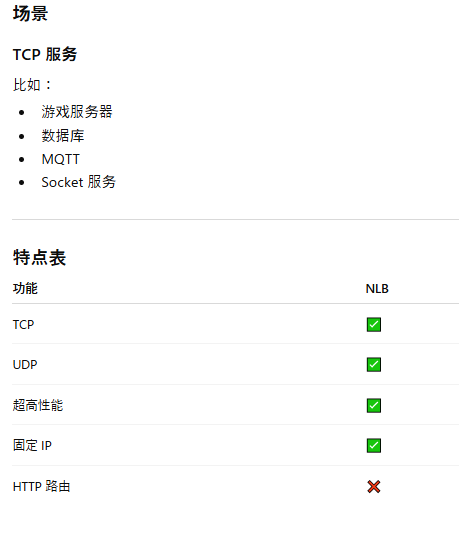 场景
TCP 服务
比如：
• 游戏服务器
• 数据库
• MQTT
• Socket 服务
特点表
功能 NLB
TCP ✅
UDP ✅
超高性能 ✅
固定 IP ✅
HTTP 路由 ❌